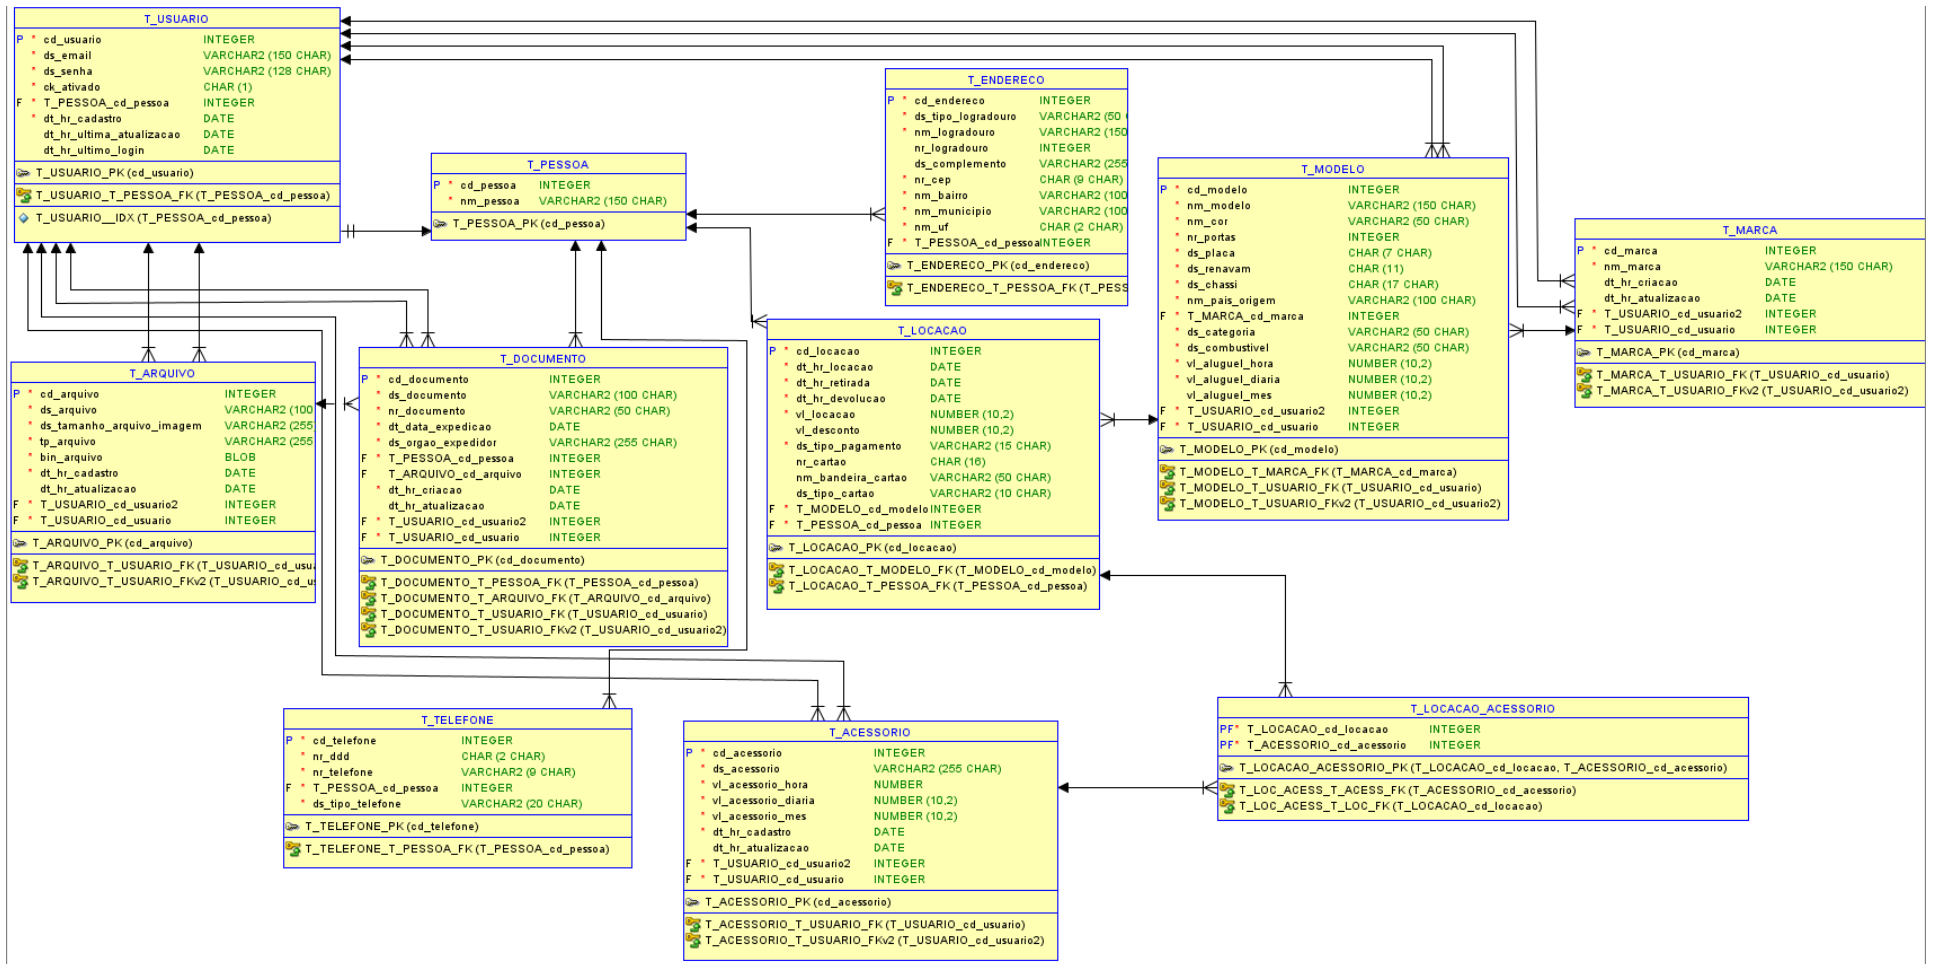 T_USUARIO
P * cd_usuario INTEGER
* ds_email VARCHAR2 (150 CHAR)
* ds_senha VARCHAR2 (128 CHAR)
* ck_ativado CHAR (1)
F * T_PESSOA_cd_pessoa INTEGER
* dt_hr_cadastro DATE
dt_hr_ultima_atualizacao DATE
dt_hr_ultimo_login DATE
T_USUARIO_PK (cd_usuario)
T_USUARIO_T_PESSOA_FK (T_PESSOA_cd_pessoa)
T_USUARIO__IDX (T_PESSOA_cd_pessoa)
T_PESSOA
P * cd_pessoa INTEGER
* nm_pessoa VARCHAR2 (150 CHAR)
T_PESSOA_PK (cd_pessoa)
T_ENDERECO
P * cd_endereco INTEGER
* ds_tipo_logradouro VARCHAR2 (50
* nm_logradouro VARCHAR2 (150
nr_logradouro INTEGER
ds_complemento VARCHAR2 (255
* nr_cep CHAR (9 CHAR)
* nm_bairro VARCHAR2 (100
* nm_municipio VARCHAR2 (100
* nm_uf CHAR (2 CHAR)
F * T_PESSOA_cd_pessoa INTEGER
T_ENDERECO_PK (cd_endereco)
T_ENDERECO_T_PESSOA_FK (T_PESS
T_MODELO
P * cd_modelo INTEGER
* nm_modelo VARCHAR2 (150 CHAR)
* nm_cor VARCHAR2 (50 CHAR)
* nr_portas INTEGER
* ds_placa CHAR (7 CHAR)
* ds_renavam CHAR (11)
* ds_chassi CHAR (17 CHAR)
* nm_pais_origem VARCHAR2 (100 CHAR)
F * T_MARCA_cd_marca INTEGER
* ds_categoria VARCHAR2 (50 CHAR)
* ds_combustivel VARCHAR2 (50 CHAR)
* vl_aluguel_hora NUMBER (10,2)
* vl_aluguel_diaria NUMBER (10,2)
vl_aluguel_mes NUMBER (10,2)
F * T_USUARIO_cd_usuario2 INTEGER
F * T_USUARIO_cd_usuario INTEGER
T_MODELO_PK (cd_modelo)
T_MODELO_T_MARCA_FK (T_MARCA_cd_marca)
T_MODELO_T_USUARIO_FK (T_USUARIO_cd_usuario)
T_MODELO_T_USUARIO_FKv2 (T_USUARIO_cd_usuario2)
T_MARCA
P * cd_marca INTEGER
* nm_marca VARCHAR2 (150 CHAR)
dt_hr_criacao DATE
dt_hr_atualizacao DATE
F * T_USUARIO_cd_usuario2 INTEGER
F * T_USUARIO_cd_usuario INTEGER
T_MARCA_PK (cd_marca)
T_MARCA_T_USUARIO_FK (T_USUARIO_cd_usuario)
T_MARCA_T_USUARIO_FKv2 (T_USUARIO_cd_usuario2)
T_ARQUIVO
P * cd_arquivo INTEGER
* ds_arquivo VARCHAR2 (100
* ds_tamanho_arquivo_imagem VARCHAR2 (255
* tp_arquivo VARCHAR2 (255
* bin_arquivo BLOB
* dt_hr_cadastro DATE
dt_hr_atualizacao DATE
F * T_USUARIO_cd_usuario2 INTEGER
F * T_USUARIO_cd_usuario INTEGER
T_ARQUIVO_PK (cd_arquivo)
T_ARQUIVO_T_USUARIO_FK (T_USUARIO_cd_usu
T_ARQUIVO_T_USUARIO_FKv2 (T_USUARIO_cd_u
T_DOCUMENTO
P * cd_documento INTEGER
* ds_documento VARCHAR2 (100 CHAR)
* nr_documento VARCHAR2 (50 CHAR)
* dt_data_expedicao DATE
* ds_orgao_expedidor VARCHAR2 (255 CHAR)
F * T_PESSOA_cd_pessoa INTEGER
F T_ARQUIVO_cd_arquivo INTEGER
* dt_hr_criacao DATE
dt_hr_atualizacao DATE
F * T_USUARIO_cd_usuario2 INTEGER
F * T_USUARIO_cd_usuario INTEGER
T_DOCUMENTO_PK (cd_documento)
T_DOCUMENTO_T_PESSOA_FK (T_PESSOA_cd_pessoa)
T_DOCUMENTO_T_ARQUIVO_FK (T_ARQUIVO_cd_arquivo)
T_DOCUMENTO_T_USUARIO_FK (T_USUARIO_cd_usuario)
T_DOCUMENTO_T_USUARIO_FKv2 (T_USUARIO_cd_usuario2)
T_LOCACAO
P * cd_locacao INTEGER
* dt_hr_locacao DATE
* dt_hr_retirada DATE
* dt_hr_devolucao DATE
* vl_locacao NUMBER (10,2)
vl_desconto NUMBER (10,2)
* ds_tipo_pagamento VARCHAR2 (15 CHAR)
nr_cartao CHAR (16)
nm_bandeira_cartao VARCHAR2 (50 CHAR)
ds_tipo_cartao VARCHAR2 (10 CHAR)
F * T_MODELO_cd_modelo INTEGER
F * T_PESSOA_cd_pessoa INTEGER
T_LOCACAO_PK (cd_locacao)
T_LOCACAO_T_MODELO_FK (T_MODELO_cd_modelo)
T_LOCACAO_T_PESSOA_FK (T_PESSOA_cd_pessoa)
T_TELEFONE
P * cd_telefone INTEGER
* nr_ddd CHAR (2 CHAR)
* nr_telefone VARCHAR2 (9 CHAR)
F * T_PESSOA_cd_pessoa INTEGER
* ds_tipo_telefone VARCHAR2 (20 CHAR)
T_TELEFONE_PK (cd_telefone)
T_TELEFONE_T_PESSOA_FK (T_PESSOA_cd_pessoa)
T_ACESSORIO
P * cd_acessorio INTEGER
* ds_acessorio VARCHAR2 (255 CHAR)
* vl_acessorio_hora NUMBER
* vl_acessorio_diaria NUMBER (10,2)
* vl_acessorio_mes NUMBER (10,2)
* dt_hr_cadastro DATE
dt_hr_atualizacao DATE
F * T_USUARIO_cd_usuario2 INTEGER
F * T_USUARIO_cd_usuario INTEGER
T_ACESSORIO_PK (cd_acessorio)
T_ACESSORIO_T_USUARIO_FK (T_USUARIO_cd_usuario)
T_ACESSORIO_T_USUARIO_FKv2 (T_USUARIO_cd_usuario2)
T_LOCACAO_ACESSORIO
PF* T_LOCACAO_cd_locacao INTEGER
PF* T_ACESSORIO_cd_acessorio INTEGER
T_LOCACAO_ACESSORIO_PK (T_LOCACAO_cd_locacao, T_ACESSORIO_cd_acessorio)
T_LOC_ACESS_T_ACESS_FK (T_ACESSORIO_cd_acessorio)
T_LOC_ACESS_T_LOC_FK (T_LOCACAO_cd_locacao)